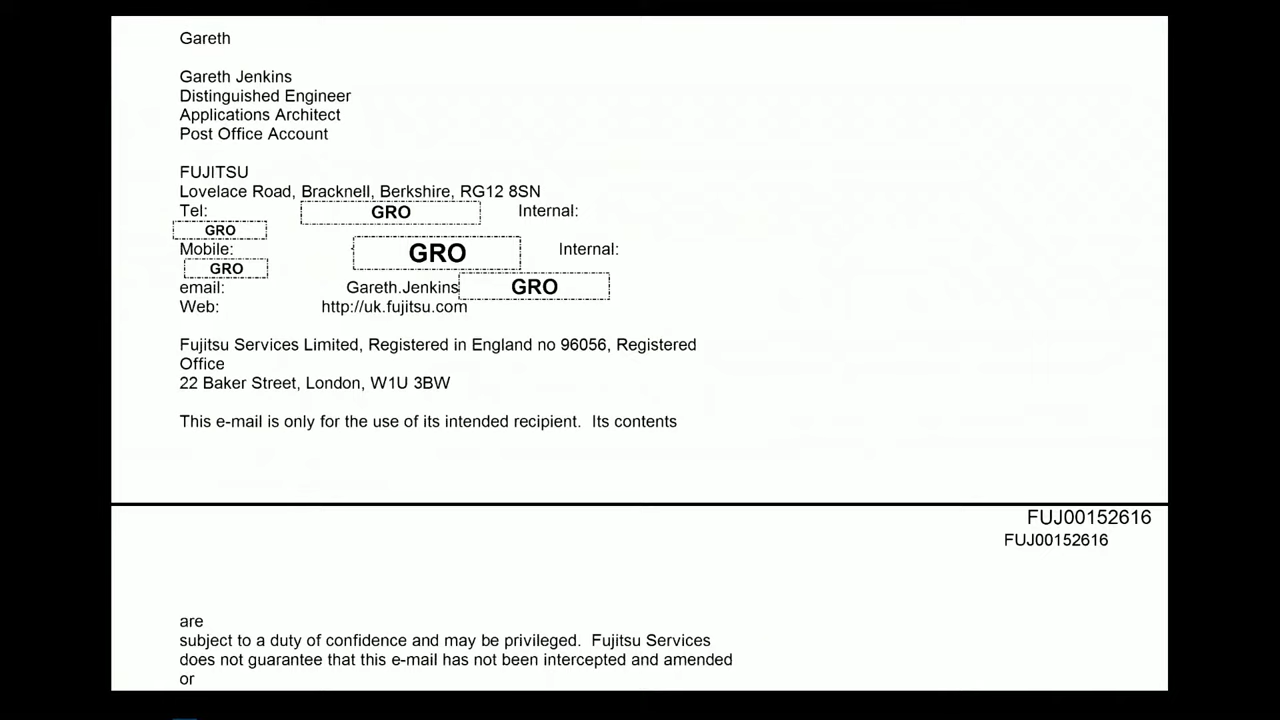 Gareth
Gareth Jenkins
Distinguished Engineer
Applications Architect
Post Office Account
FUJITSU
Lovelace Road, Bracknell, Berkshire, RG12 8SN
Tel: GRO Internal:
GRO
Mobile: GRO Internal:
GRO
email: Gareth.Jenkins GRO
Web: http://uk.fujitsu.com
Fujitsu Services Limited, Registered in England no 96056, Registered
Office
22 Baker Street, London, W1U 3BW
This e-mail is only for the use of its intended recipient.  Its contents
FUJ00152616
FUJ00152616
are
subject to a duty of confidence and may be privileged.  Fujitsu Services
does not guarantee that this e-mail has not been intercepted and amended
or